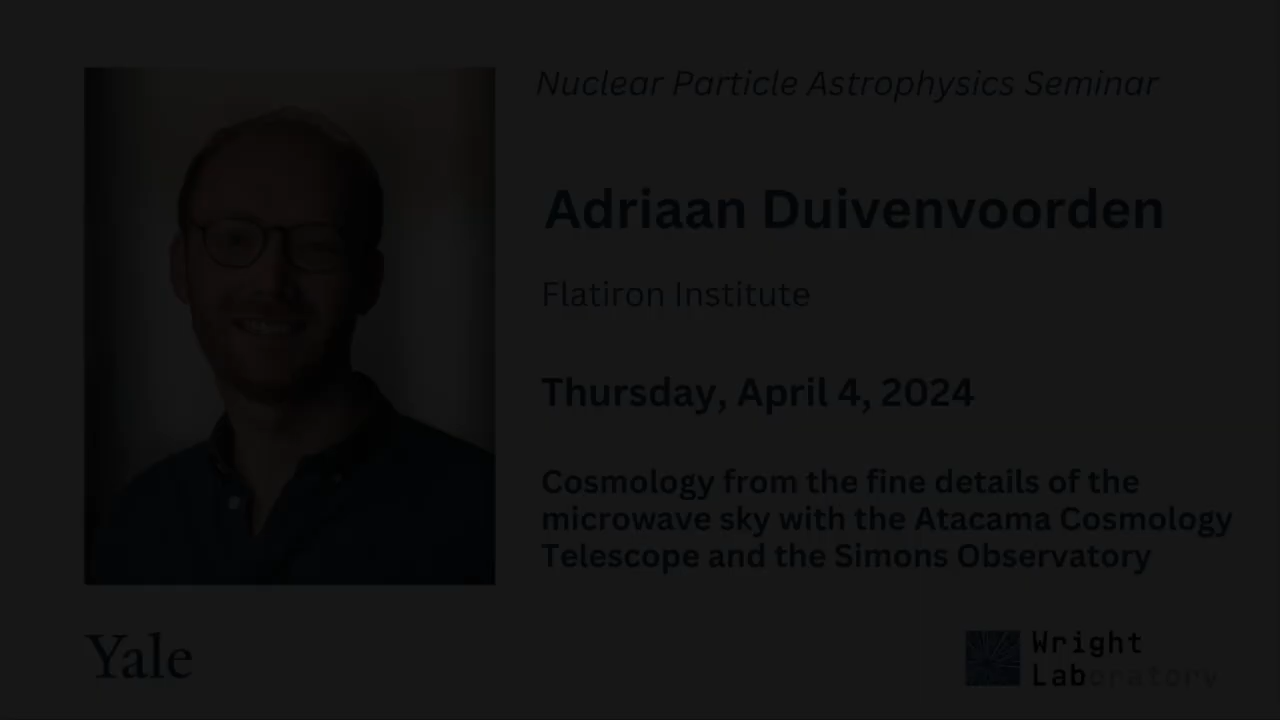 Nuclear Particle Astrophysics Seminar
Adriaan Duivenvoorden
Flatiron Institute
Thursday, April 4, 2024
Cosmology from the fine details of the
microwave sky with the Atacama Cosmology
Telescope and the Simons Observatory
Yale
Wright
Laboratory